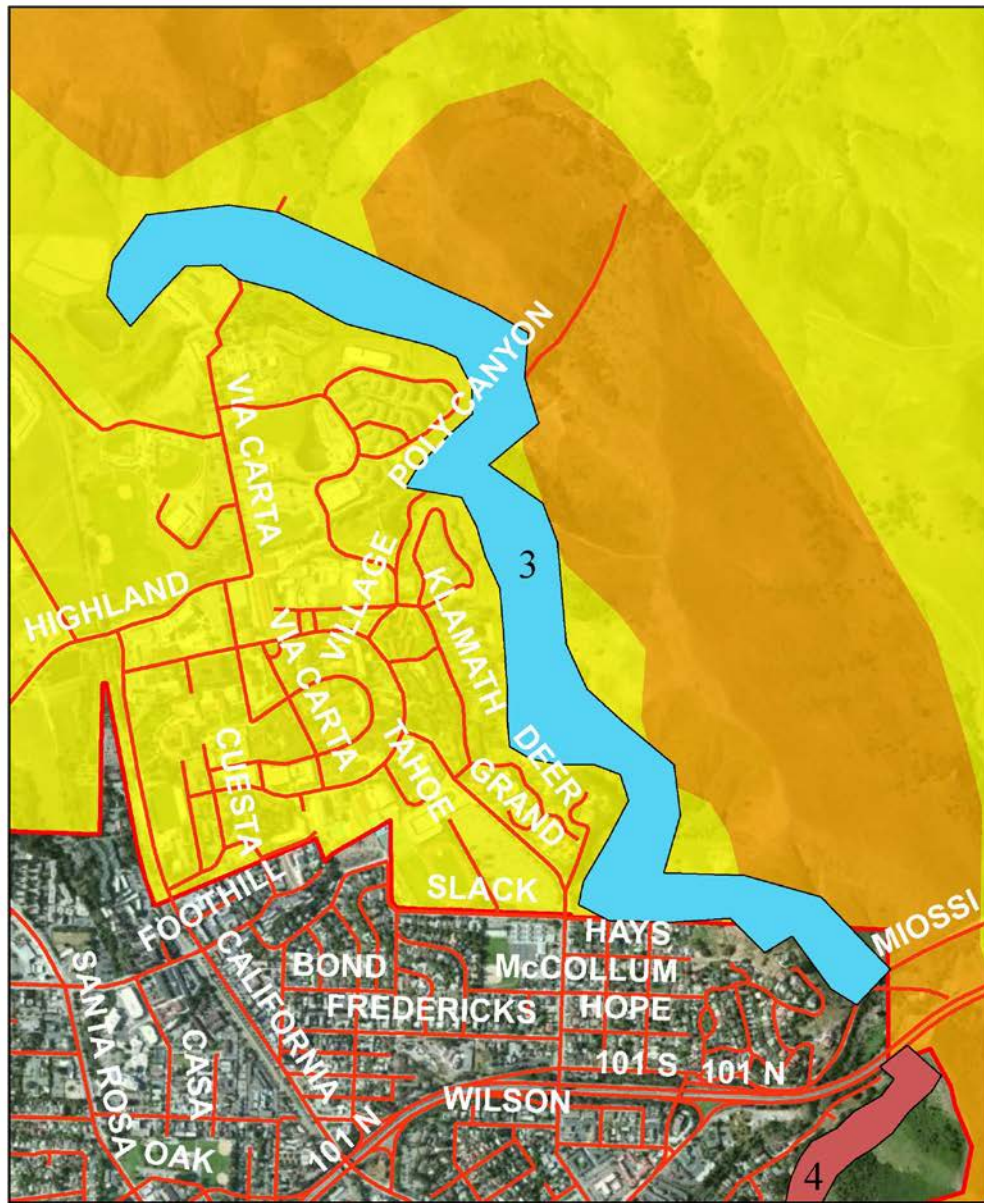 POLY CANYON
VIA CARTA
3
HIGHLAND
VILLAGE
KLAMATH
VIA CARTA
TAHOE
DEER
GRAND
CUESTA
SLACK
FOOTHILL
HAYS
MIOSSI
BOND
McCOLLUM
CALIFORNIA
FREDERICKS
HOPE
SANTA ROSA
CASA
101 S
101 N
WILSON
101 N
OAK
4